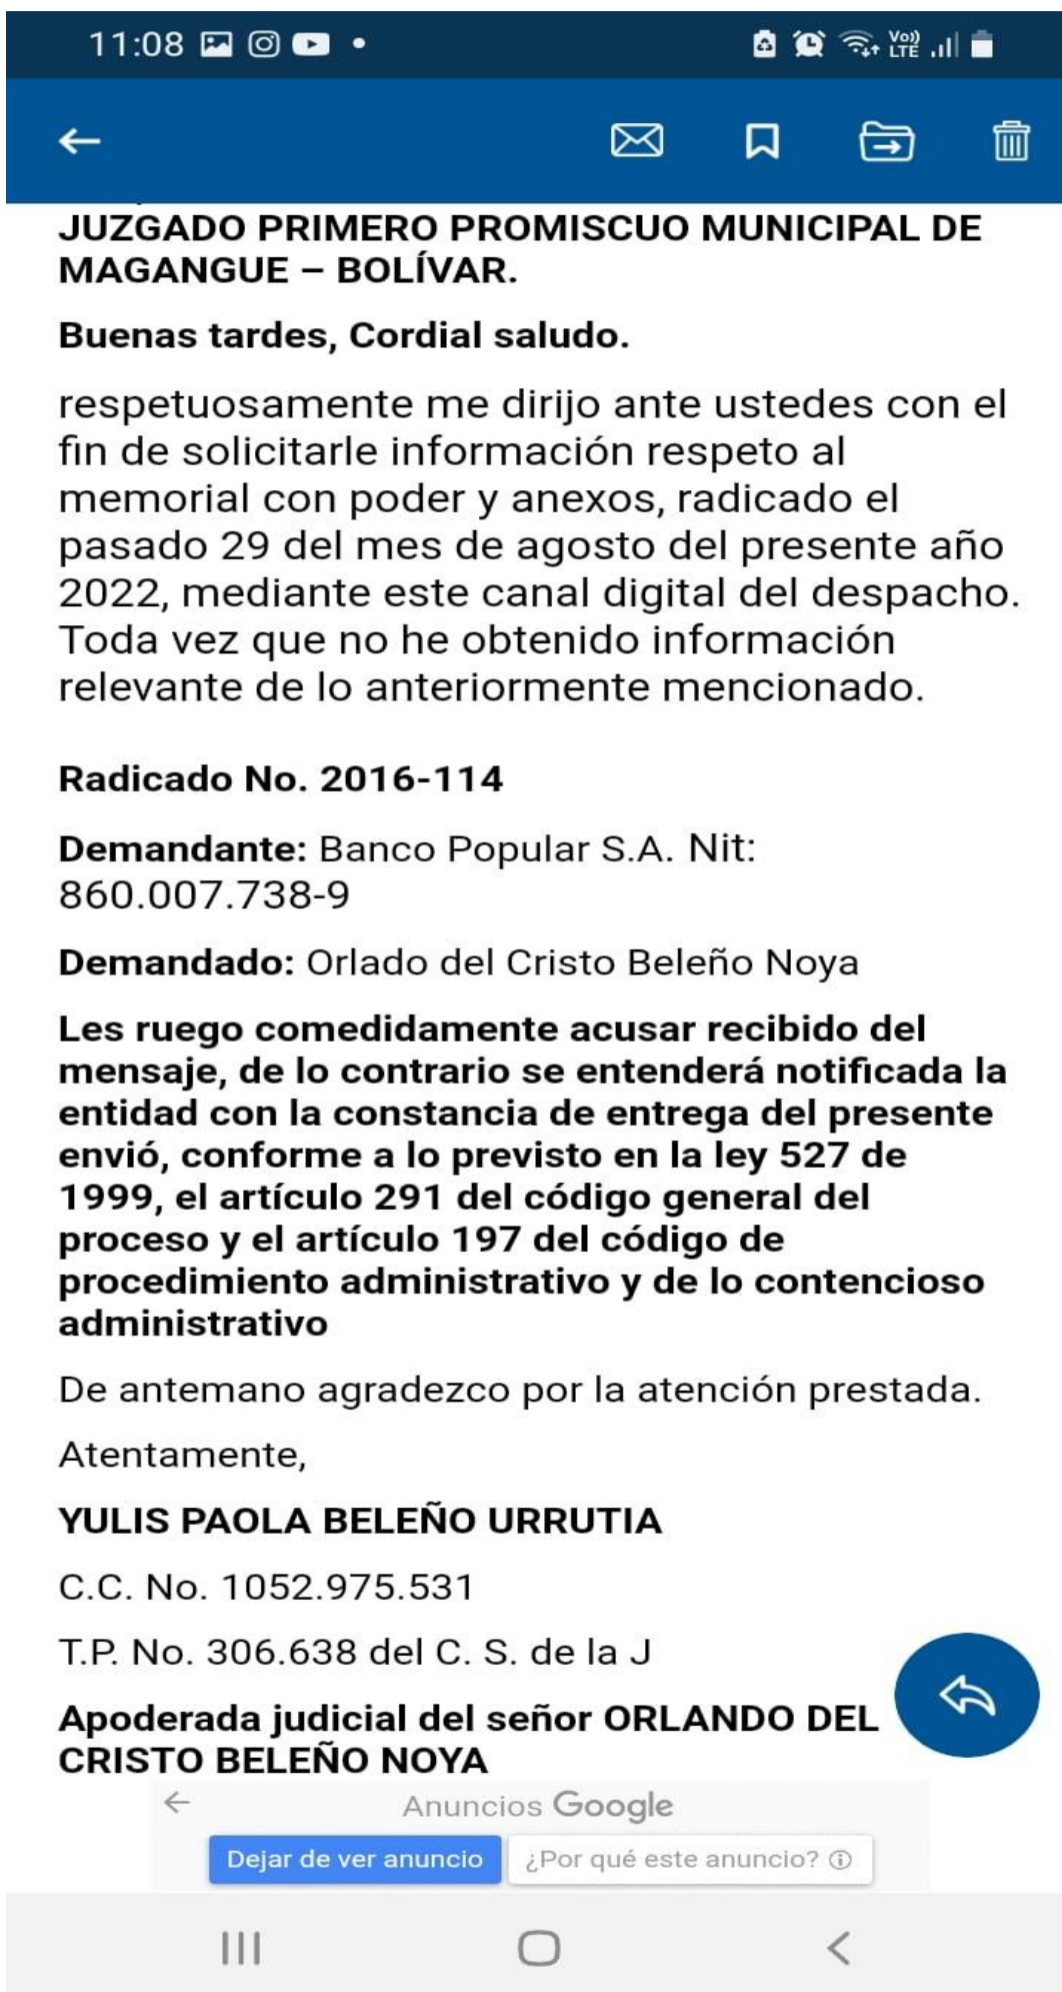 11:08
Vo)) LTE
JUZGADO PRIMERO PROMISCUO MUNICIPAL DE
MAGANGUE – BOLÍVAR.
Buenas tardes, Cordial saludo.
respetuosamente me dirijo ante ustedes con el
fin de solicitarle información respeto al
memorial con poder y anexos, radicado el
pasado 29 del mes de agosto del presente año
2022, mediante este canal digital del despacho.
Toda vez que no he obtenido información
relevante de lo anteriormente mencionado.
Radicado No. 2016-114
Demandante: Banco Popular S.A. Nit:
860.007.738-9
Demandado: Orlado del Cristo Beleño Noya
Les ruego comedidamente acusar recibido del
mensaje, de lo contrario se entenderá notificada la
entidad con la constancia de entrega del presente
envió, conforme a lo previsto en la ley 527 de
1999, el artículo 291 del código general del
proceso y el artículo 197 del código de
procedimiento administrativo y de lo contencioso
administrativo
De antemano agradezco por la atención prestada.
Atentamente,
YULIS PAOLA BELEÑO URRUTIA
C.C. No. 1052.975.531
T.P. No. 306.638 del C. S. de la J
Apoderada judicial del señor ORLANDO DEL
CRISTO BELEÑO NOYA
Anuncios Google
Dejar de ver anuncio
¿Por qué este anuncio?